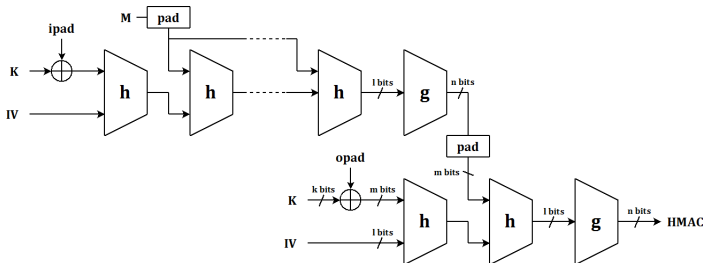 M
pad
ipad
K
h
h
h
l bits
g
n bits
IV
pad
opad
m bits
K
k bits
m bits
h
h
l bits
g
n bits
HMAC
IV
l bits